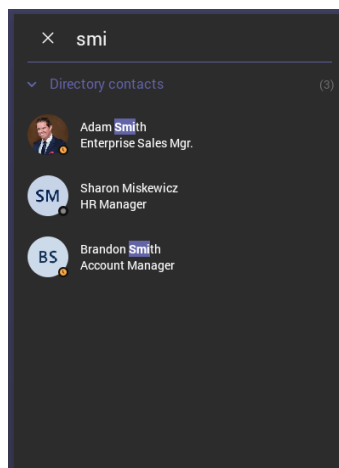 smi
Directory contacts (3)
Adam Smith
Enterprise Sales Mgr.
SM
Sharon Miskewicz
HR Manager
BS
Brandon Smith
Account Manager